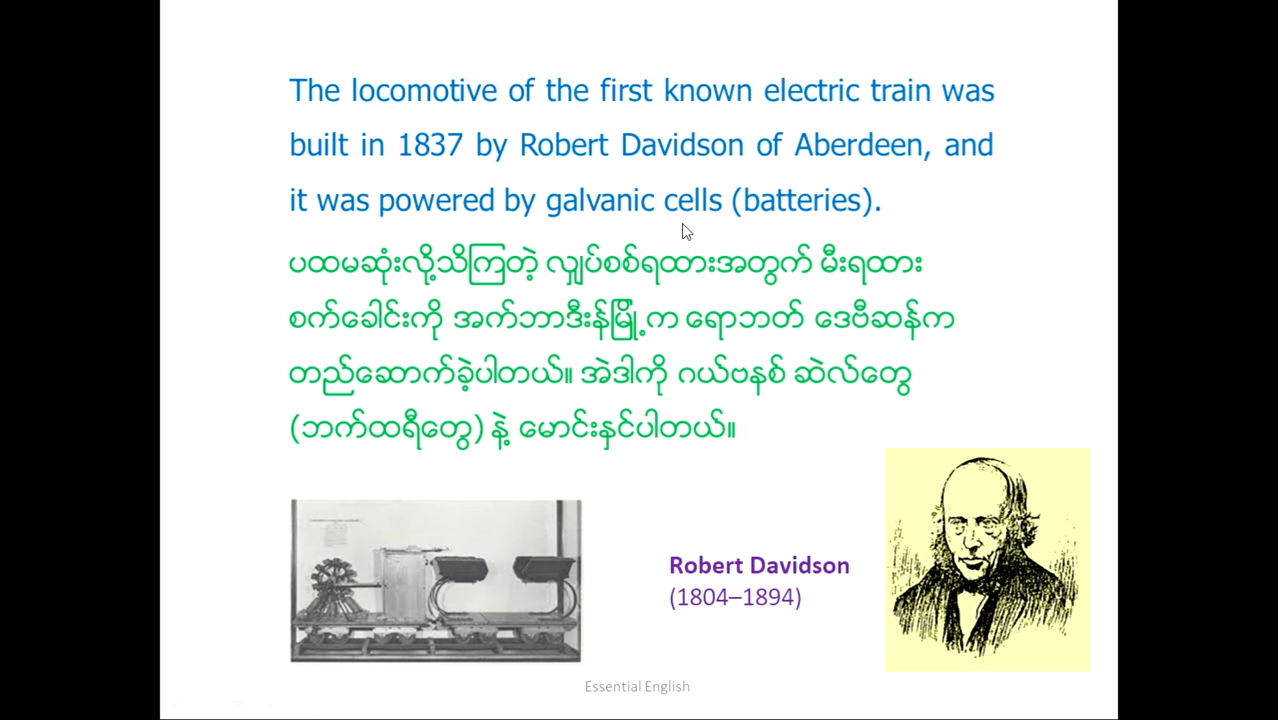 The locomotive of the first known electric train was
built in 1837 by Robert Davidson of Aberdeen, and
it was powered by galvanic cells (batteries).
ပထမဆုံးလို့သိကြတဲ့ လျှပ်စစ်ရထားအတွက် မီးရထား
စက်ခေါင်းကို အက်ဘာဒီးန်မြို့က ရောဘတ် ဒေဗီဆန်က
တည်ဆောက်ခဲ့ပါတယ်။ အဲဒါကို ဂယ်ဗနစ် ဆဲလ်တွေ
(ဘက်ထရီတွေ) နဲ့ မောင်းနှင်ပါတယ်။
Robert Davidson
(1804–1894)
Essential English